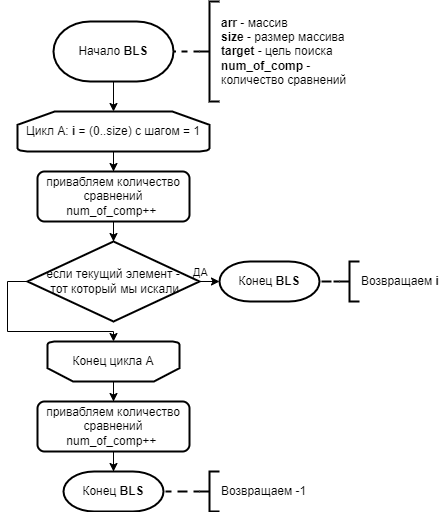 Начало BLS
arr - массив
size - размер массива
target - цель поиска
num_of_comp -
количество сравнений
Цикл A: i = (0..size) с шагом = 1
привабляем количество
сравнений
num_of_comp++
если текущий элемент -
тот который мы искали
ДА
Конец BLS
Возвращаем i
Конец цикла A
привабляем количество
сравнений
num_of_comp++
Конец BLS
Возвращаем -1